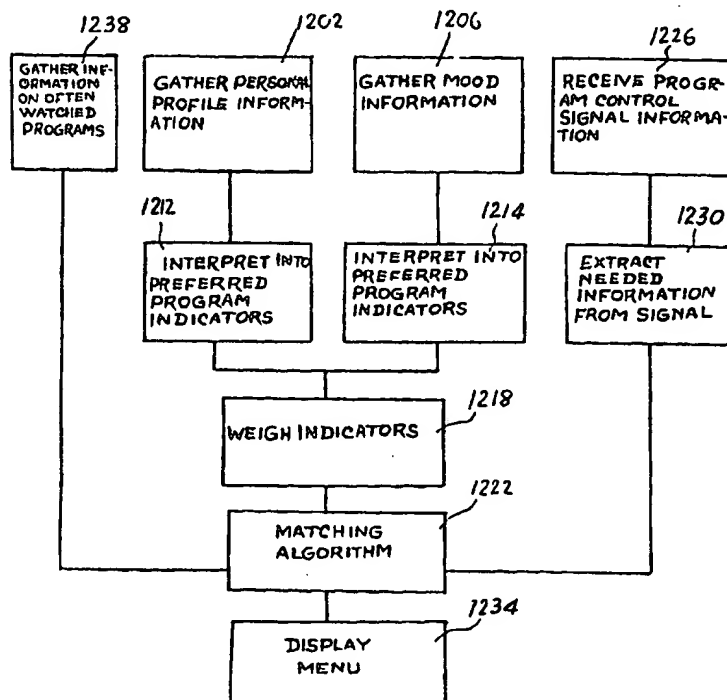 1238
GATHER INF-
ORMATION
ON OFTEN
WATCHED
PROGRAMS
1202
GATHER PERSONAL
PROFILE INFORM-
ATION
1206
GATHER MOOD
INFORMATION
1226
RECEIVE PROGR-
AM CONTROL
SIGNAL INFORMA-
TION
1212
INTERPRET INTO
PREFERRED
PROGRAM
INDICATORS
1214
INTERPRET INTO
PREFERRED
PROGRAM
INDICATORS
1230
EXTRACT
NEEDED
INFORMATION
FROM SIGNAL
1218
WEIGH INDICATORS
1222
MATCHING
ALGORITHM
1234
DISPLAY
MENU